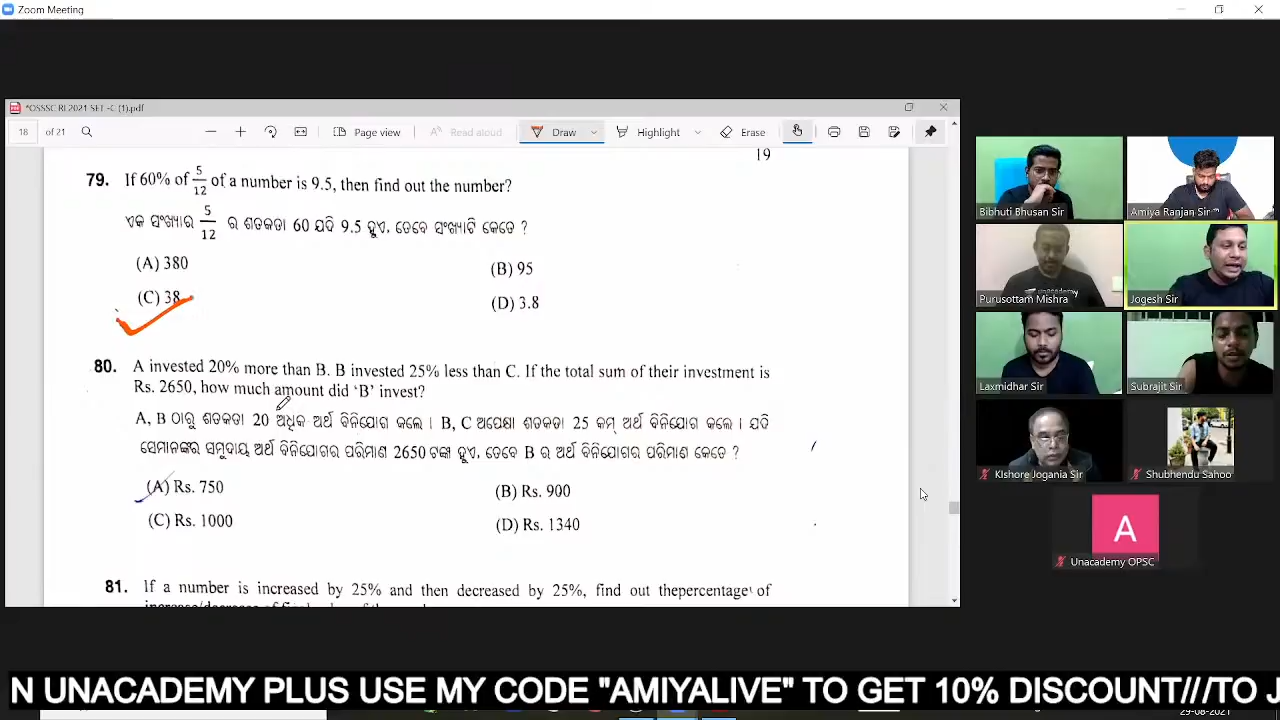 Zoom Meeting
*OSSSC RI 2021 SET -C (1).pdf
18 of 21
Page view
Read aloud
Draw
Highlight
Erase
19
79. If 60% of 5/12 of a number is 9.5, then find out the number?
ଏକ ସଂଖ୍ୟାର 5/12 ର ଶତକଡା 60 ଯଦି 9.5 ହୁଏ, ତେବେ ସଂଖ୍ୟାଟି କେତେ ?
(A) 380
(B) 95
(C) 38
(D) 3.8
80. A invested 20% more than B. B invested 25% less than C. If the total sum of their investment is
Rs. 2650, how much amount did ‘B’ invest?
A, B ଠାରୁ ଶତକଡା 20 ଅଧିକ ଅର୍ଥ ବିନିଯୋଗ କଲେ । B, C ଅପେକ୍ଷା ଶତକଡା 25 କମ୍ ଅର୍ଥ ବିନିଯୋଗ କଲେ । ଯଦି
ସେମାନଙ୍କର ସମୁଦାୟ ଅର୍ଥ ବିନିଯୋଗର ପରିମାଣ 2650 ଟଙ୍କା ହୁଏ, ତେବେ B ର ଅର୍ଥ ବିନିଯୋଗର ପରିମାଣ କେତେ ?
(A) Rs. 750
(B) Rs. 900
(C) Rs. 1000
(D) Rs. 1340
81. If a number is increased by 25% and then decreased by 25%, find out thepercentage of
Bibhuti Bhusan Sir
Amiya Ranjan Sir
unacademy
Purusottam Mishra
Jogesh Sir
Laxmidhar Sir
Subrajit Sir
KIshore Jogania Sir
Shubhendu Sahoo
A
Unacademy OPSC
N UNACADEMY PLUS USE MY CODE "AMIYALIVE" TO GET 10% DISCOUNT///TO J
29-08-2021